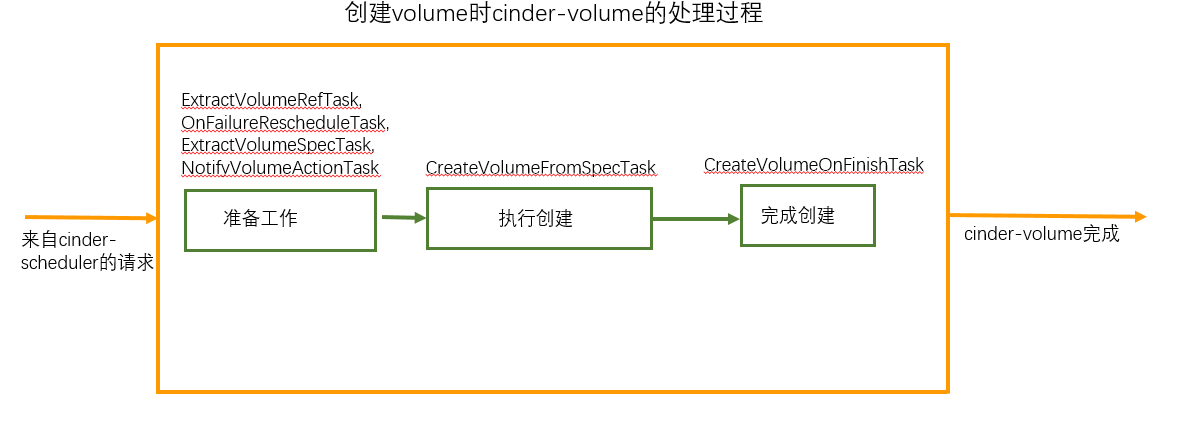 创建volume时cinder-volume的处理过程
ExtractVolumeRefTask,
OnFailureRescheduleTask,
ExtractVolumeSpecTask,
NotifyVolumeActionTask
CreateVolumeFromSpecTask
CreateVolumeOnFinishTask
准备工作
执行创建
完成创建
来自cinder-
scheduler的请求
cinder-volume完成